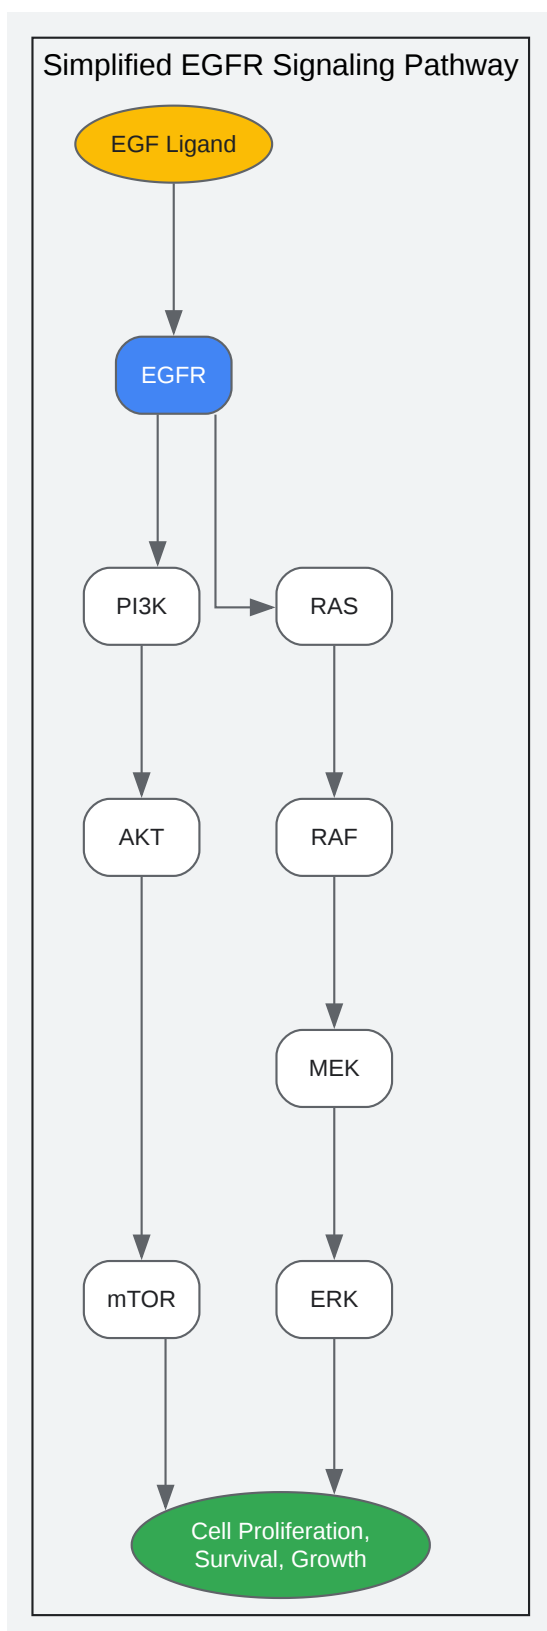 Simplified EGFR Signaling Pathway
EGF Ligand
EGFR
PI3K
RAS
AKT
RAF
MEK
mTOR
ERK
Cell Proliferation,
Survival, Growth